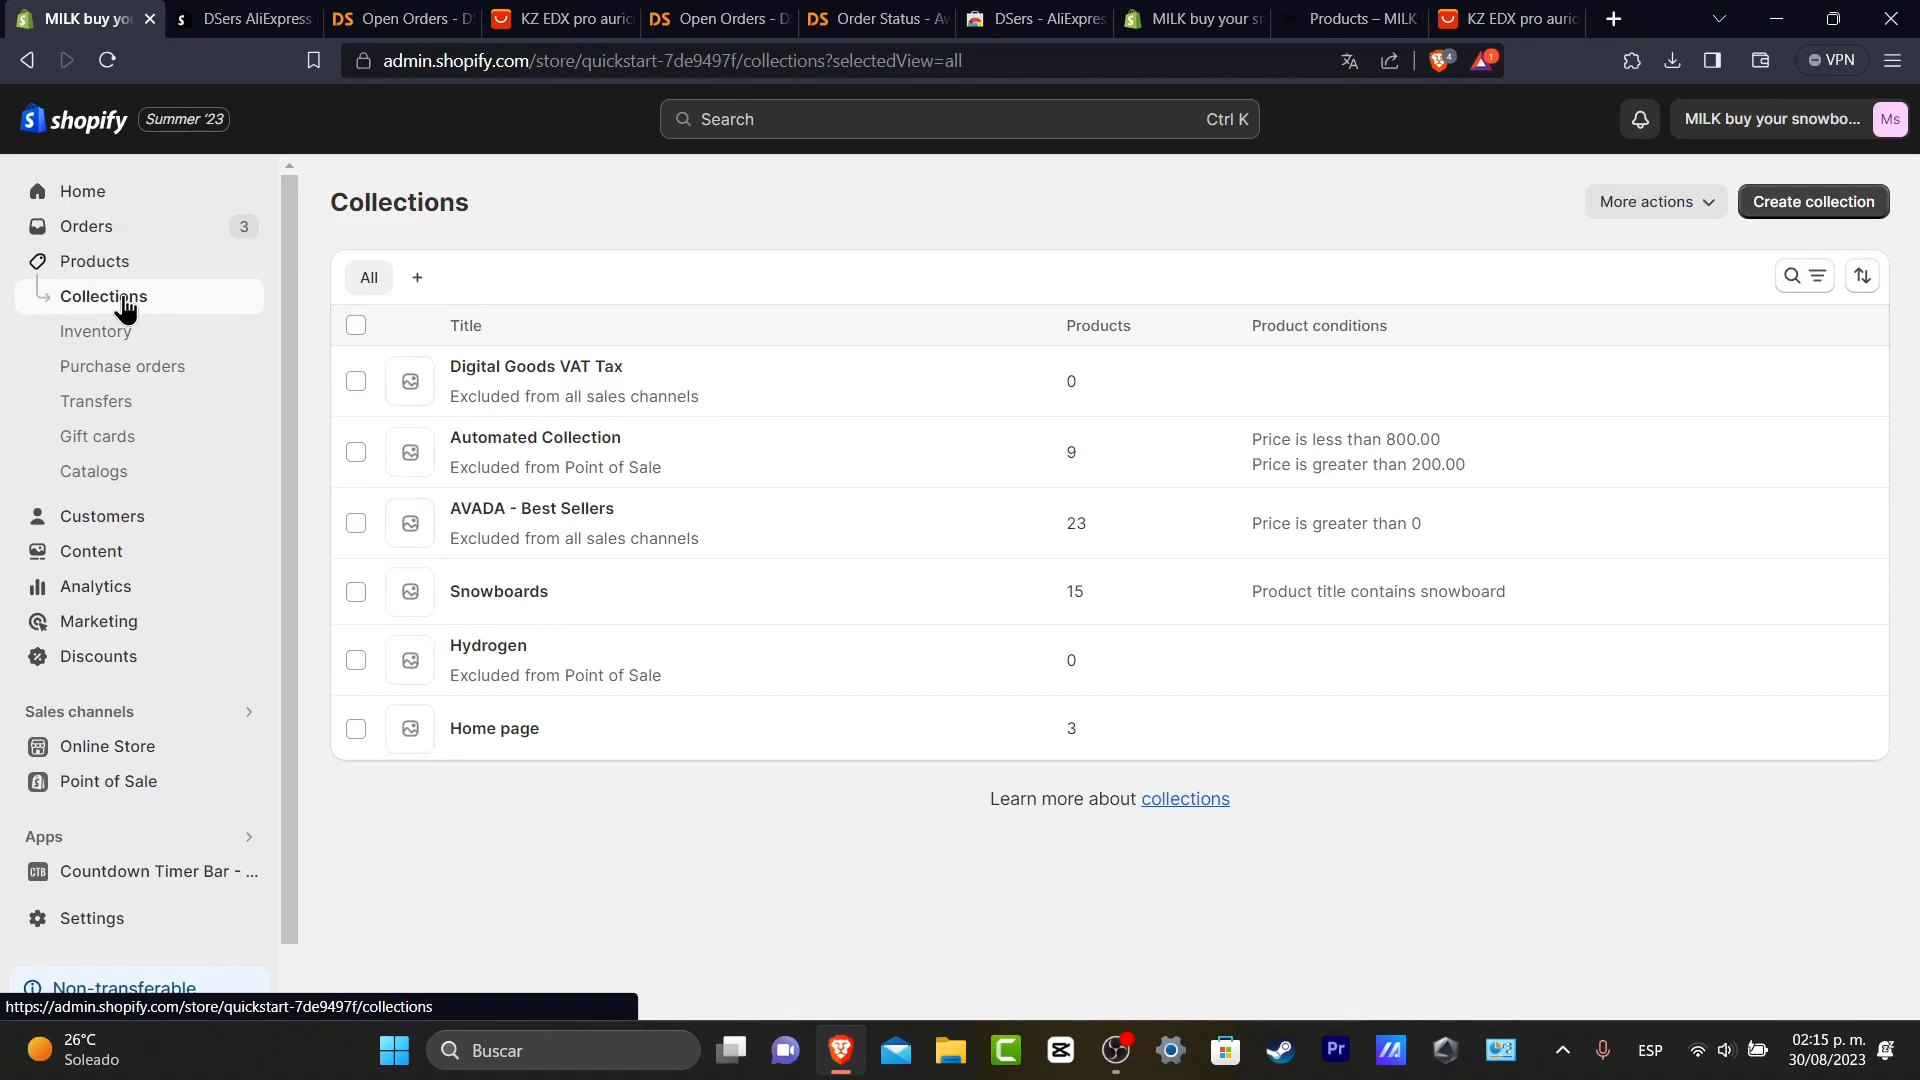 MILK buy you
DSers AliExpress
DS Open Orders - D
KZ EDX pro auric
DS Open Orders - D
DS Order Status - A
DSers - AliExpres
MILK buy your sn
Products – MILK
KZ EDX pro auric
admin.shopify.com/store/quickstart-7de9497f/collections?selectedView=all
4
1
VPN
shopify
Summer '23
Search
Ctrl K
MILK buy your snowbo...
Ms
Home
Orders
3
Products
Collections
Inventory
Purchase orders
Transfers
Gift cards
Catalogs
Customers
Content
Analytics
Marketing
Discounts
Sales channels
Online Store
Point of Sale
Apps
CTB
Countdown Timer Bar - ...
Settings
Non-transferable
https://admin.shopify.com/store/quickstart-7de9497f/collections
Collections
More actions
Create collection
All
Title
Products
Product conditions
Digital Goods VAT Tax
Excluded from all sales channels
0
Automated Collection
Excluded from Point of Sale
9
Price is less than 800.00
Price is greater than 200.00
AVADA - Best Sellers
Excluded from all sales channels
23
Price is greater than 0
Snowboards
15
Product title contains snowboard
Hydrogen
Excluded from Point of Sale
0
Home page
3
Learn more about collections
26°C
Soleado
Buscar
Pr
ESP
02:15 p. m.
30/08/2023